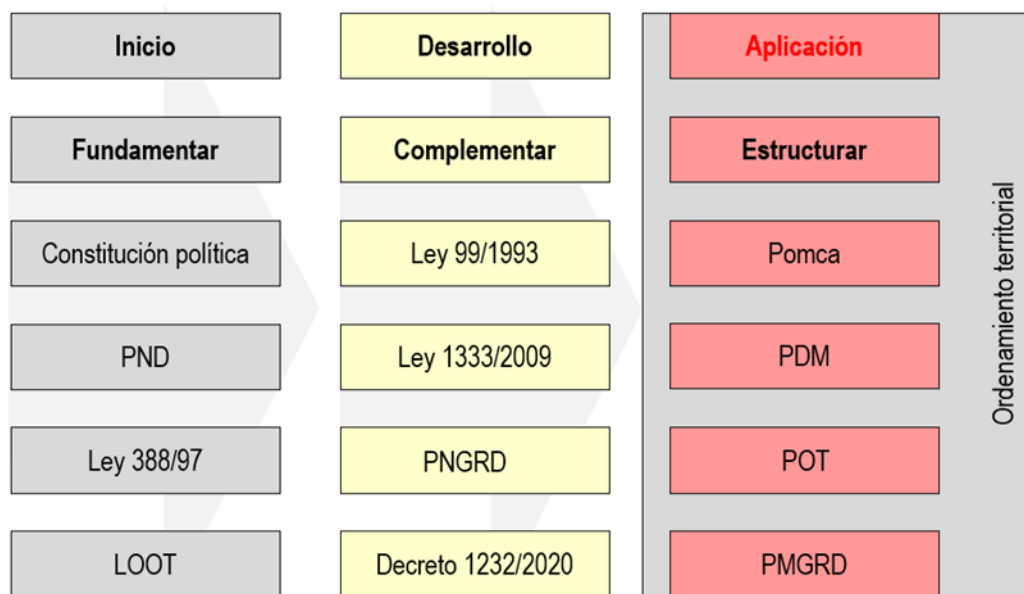 Inicio
Desarrollo
Aplicación
Fundamentar
Complementar
Estructurar
Constitución política
Ley 99/1993
Pomca
PND
Ley 1333/2009
PDM
Ley 388/97
PNGRD
POT
LOOT
Decreto 1232/2020
PMGRD
Ordenamiento territorial